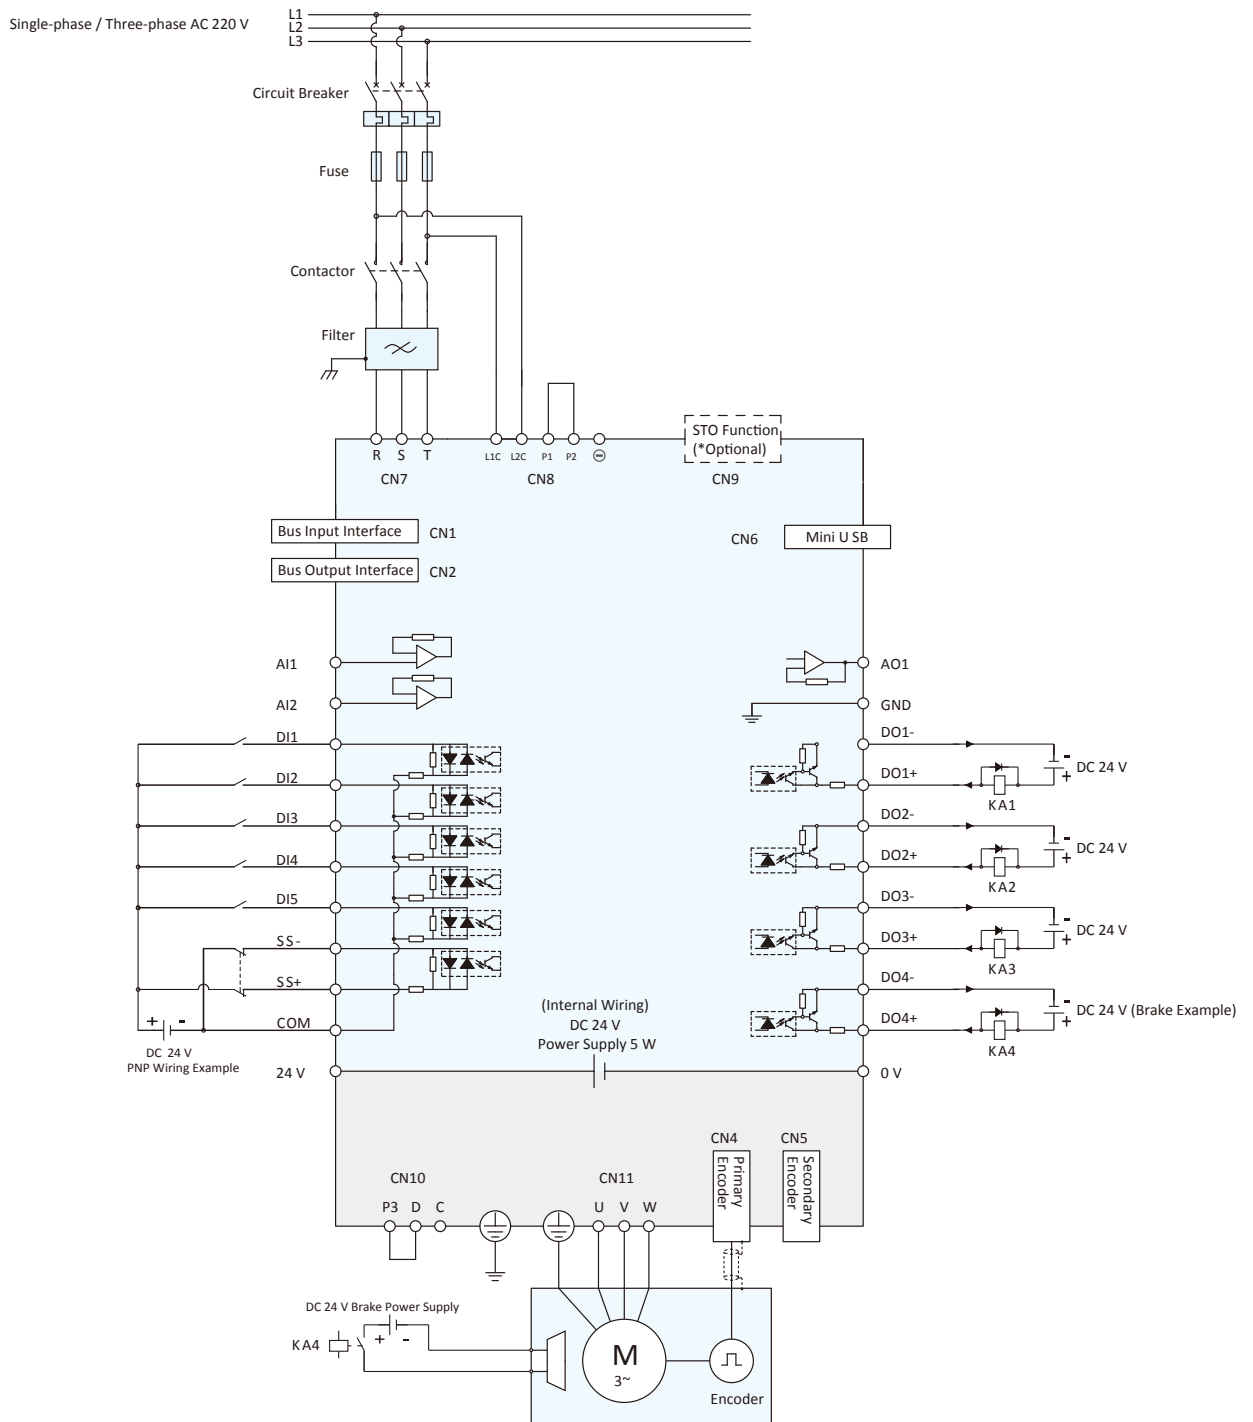 L1
Single-phase / Three-phase AC 220 V
L2
L3
Circuit Breaker
Fuse
Contactor
Filter
STO Function
(*Optional)
R S T L1C L2C P1 P2
CN7 CN8 CN9
Bus Input Interface CN1 CN6 Mini U SB
Bus Output Interface CN2
AI1 AO1
AI2 GND
DI1 DO1-
- DC 24 V
+
DI2 DO1+
KA1
DI3 DO2-
- DC 24 V
+
DI4 DO2+
KA2
DI5 DO3-
- DC 24 V
+
SS- DO3+
KA3
SS+ DO4-
(Internal Wiring)
- DC 24 V (Brake Example)
+
+ - COM DC 24 V DO4+
Power Supply 5 W
KA4
DC 24 V
PNP Wiring Example
24 V 0 V
CN4 CN5
Primary
Encoder
Secondary
Encoder
CN10 CN11
P3 D C U V W
DC 24 V Brake Power Supply
+ -
KA4
M
3~
Encoder